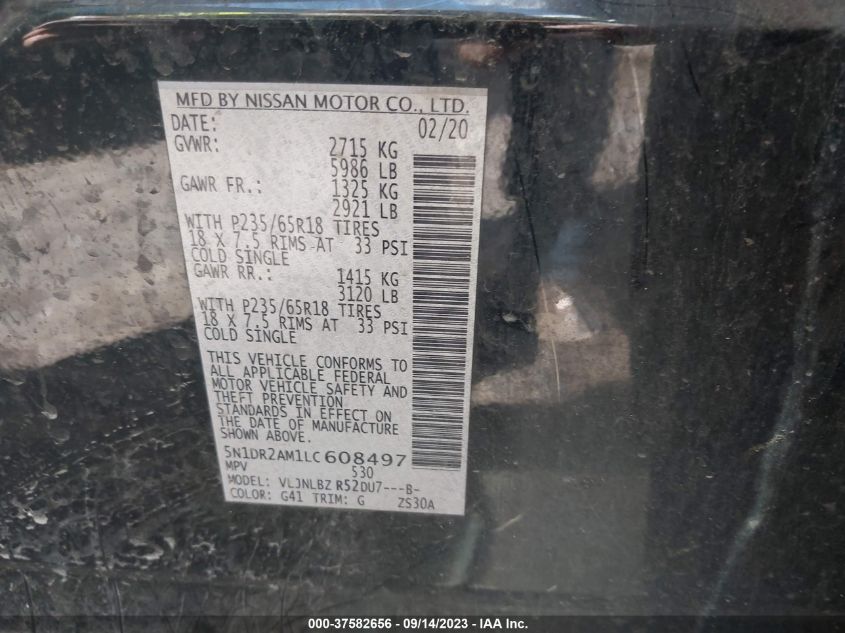 MFD BY NISSAN MOTOR CO., LTD.
DATE: 02/20
GVWR: 2715 KG
5986 LB
GAWR FR.: 1325 KG
2921 LB
WITH P235/65R18 TIRES
18 X 7.5 RIMS AT 33 PSI
COLD SINGLE
GAWR RR.: 1415 KG
3120 LB
WITH P235/65R18 TIRES
18 X 7.5 RIMS AT 33 PSI
COLD SINGLE
THIS VEHICLE CONFORMS TO
ALL APPLICABLE FEDERAL
MOTOR VEHICLE SAFETY AND
THEFT PREVENTION
STANDARDS IN EFFECT ON
THE DATE OF MANUFACTURE
SHOWN ABOVE.
5N1DR2AM1LC608497
MPV 530
MODEL: VLJNLBZ R52DU7---B-
COLOR: G41 TRIM: G ZS30A
000-37582656 - 09/14/2023 - IAA Inc.